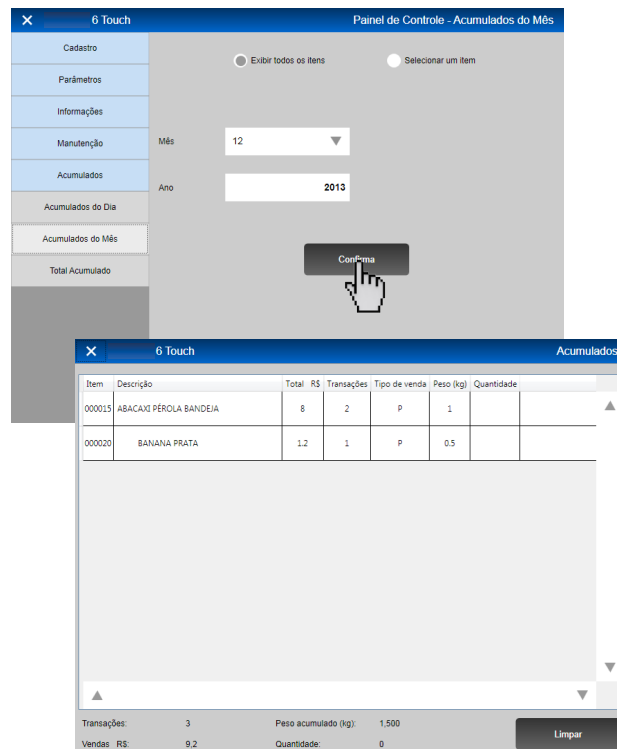 6 Touch
Painel de Controle - Acumulados do Mês
Cadastro
Parâmetros
Informações
Manutenção
Acumulados
Acumulados do Dia
Acumulados do Mês
Total Acumulado
Exibir todos os itens
Selecionar um item
Mês 12
Ano 2013
Confirma
6 Touch
Acumulados
Item Descrição Total R$ Transações Tipo de venda Peso (kg) Quantidade
000015 ABACAXI PÉROLA BANDEJA 8 2 P 1
000020 BANANA PRATA 1.2 1 P 0.5
Transações: 3 Peso acumulado (kg): 1,500
Vendas R$: 9,2 Quantidade: 0
Limpar